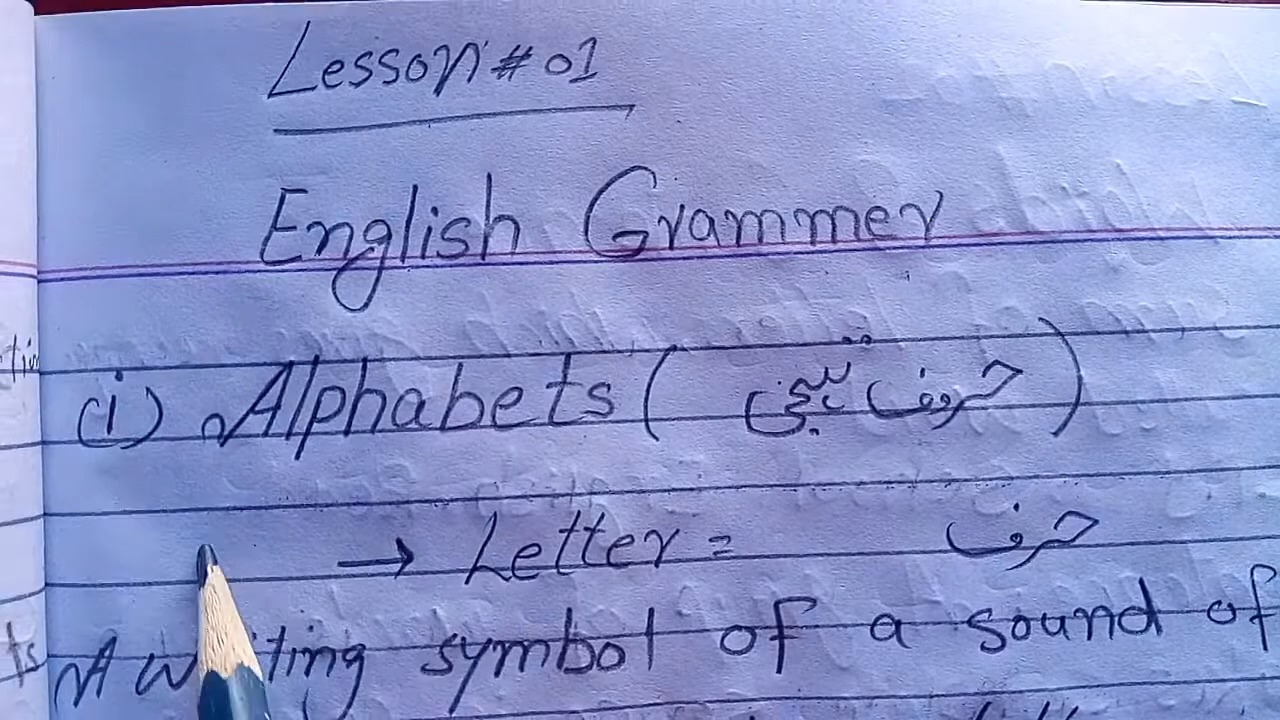 Lesson # 01
English Grammer
(i) Alphabets ( حروف تہجی )
→ Letter = حرف
A writing symbol of a sound of